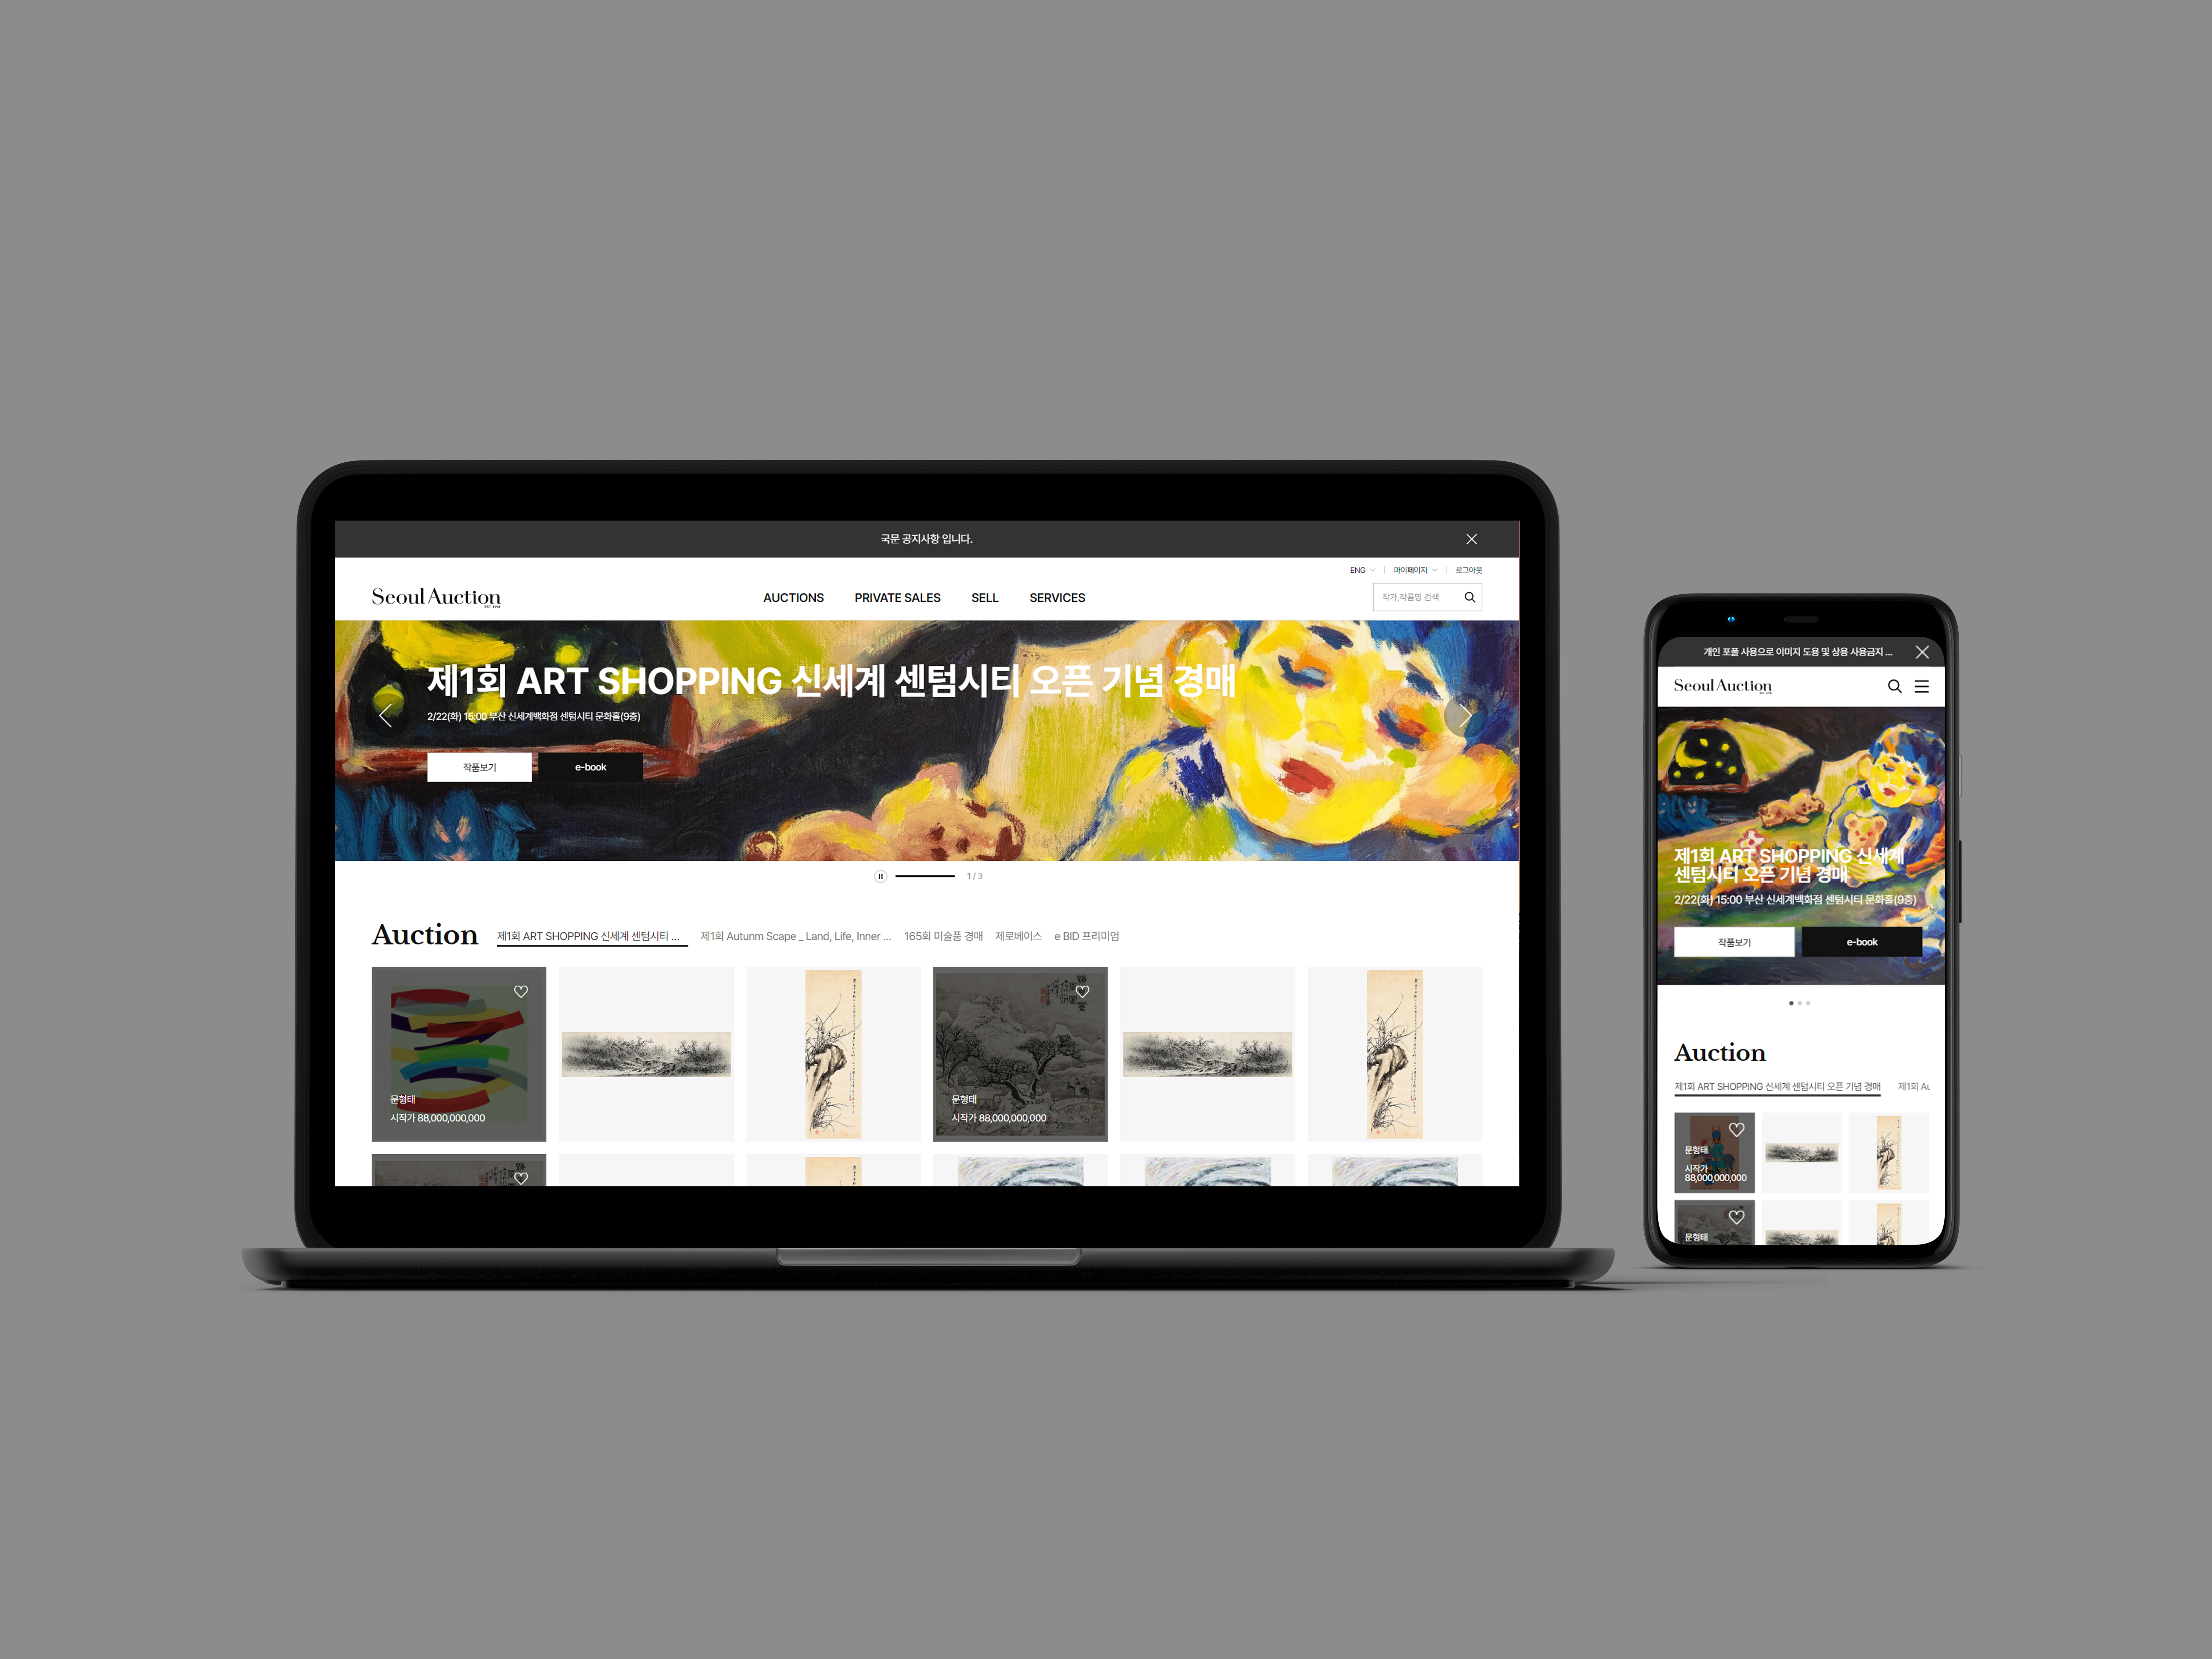 국문 공지사항 입니다.
ENG 마이페이지 로그아웃
Seoul Auction
EST. 1998
AUCTIONS PRIVATE SALES SELL SERVICES
작가,작품명 검색
제1회 ART SHOPPING 신세계 센텀시티 오픈 기념 경매
2/22(화) 15:00 부산 신세계백화점 센텀시티 문화홀(9층)
작품보기 e-book
1 / 3
Auction
제1회 ART SHOPPING 신세계 센텀시티 ... 제1회 Autunm Scape _ Land, Life, Inner ... 165회 미술품 경매 제로베이스 e BID 프리미엄
문형태
시작가 88,000,000,000
문형태
시작가 88,000,000,000
개인 포폴 사용으로 이미지 도용 및 상용 사용금지 ...
Seoul Auction
제1회 ART SHOPPING 신세계
센텀시티 오픈 기념 경매
2/22(화) 15:00 부산 신세계백화점 센텀시티 문화홀(9층)
작품보기 e-book
Auction
제1회 ART SHOPPING 신세계 센텀시티 오픈 기념 경매 제1회 Au
문형태
시작가
88,000,000,000
문형태